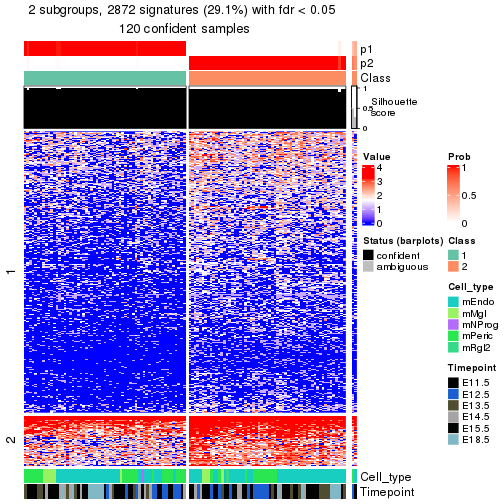 2 subgroups, 2872 signatures (29.1%) with fdr < 0.05
120 confident samples
p1
p2
Class
1
0.5
0
Silhouette
score
1
2
Cell_type
Timepoint
Value
4
3
2
1
0
Prob
1
0.5
0
Status (barplots)
confident
ambiguous
Class
1
2
Cell_type
mEndo
mMgl
mNProg
mPeric
mRgl2
Timepoint
E11.5
E12.5
E13.5
E14.5
E15.5
E18.5